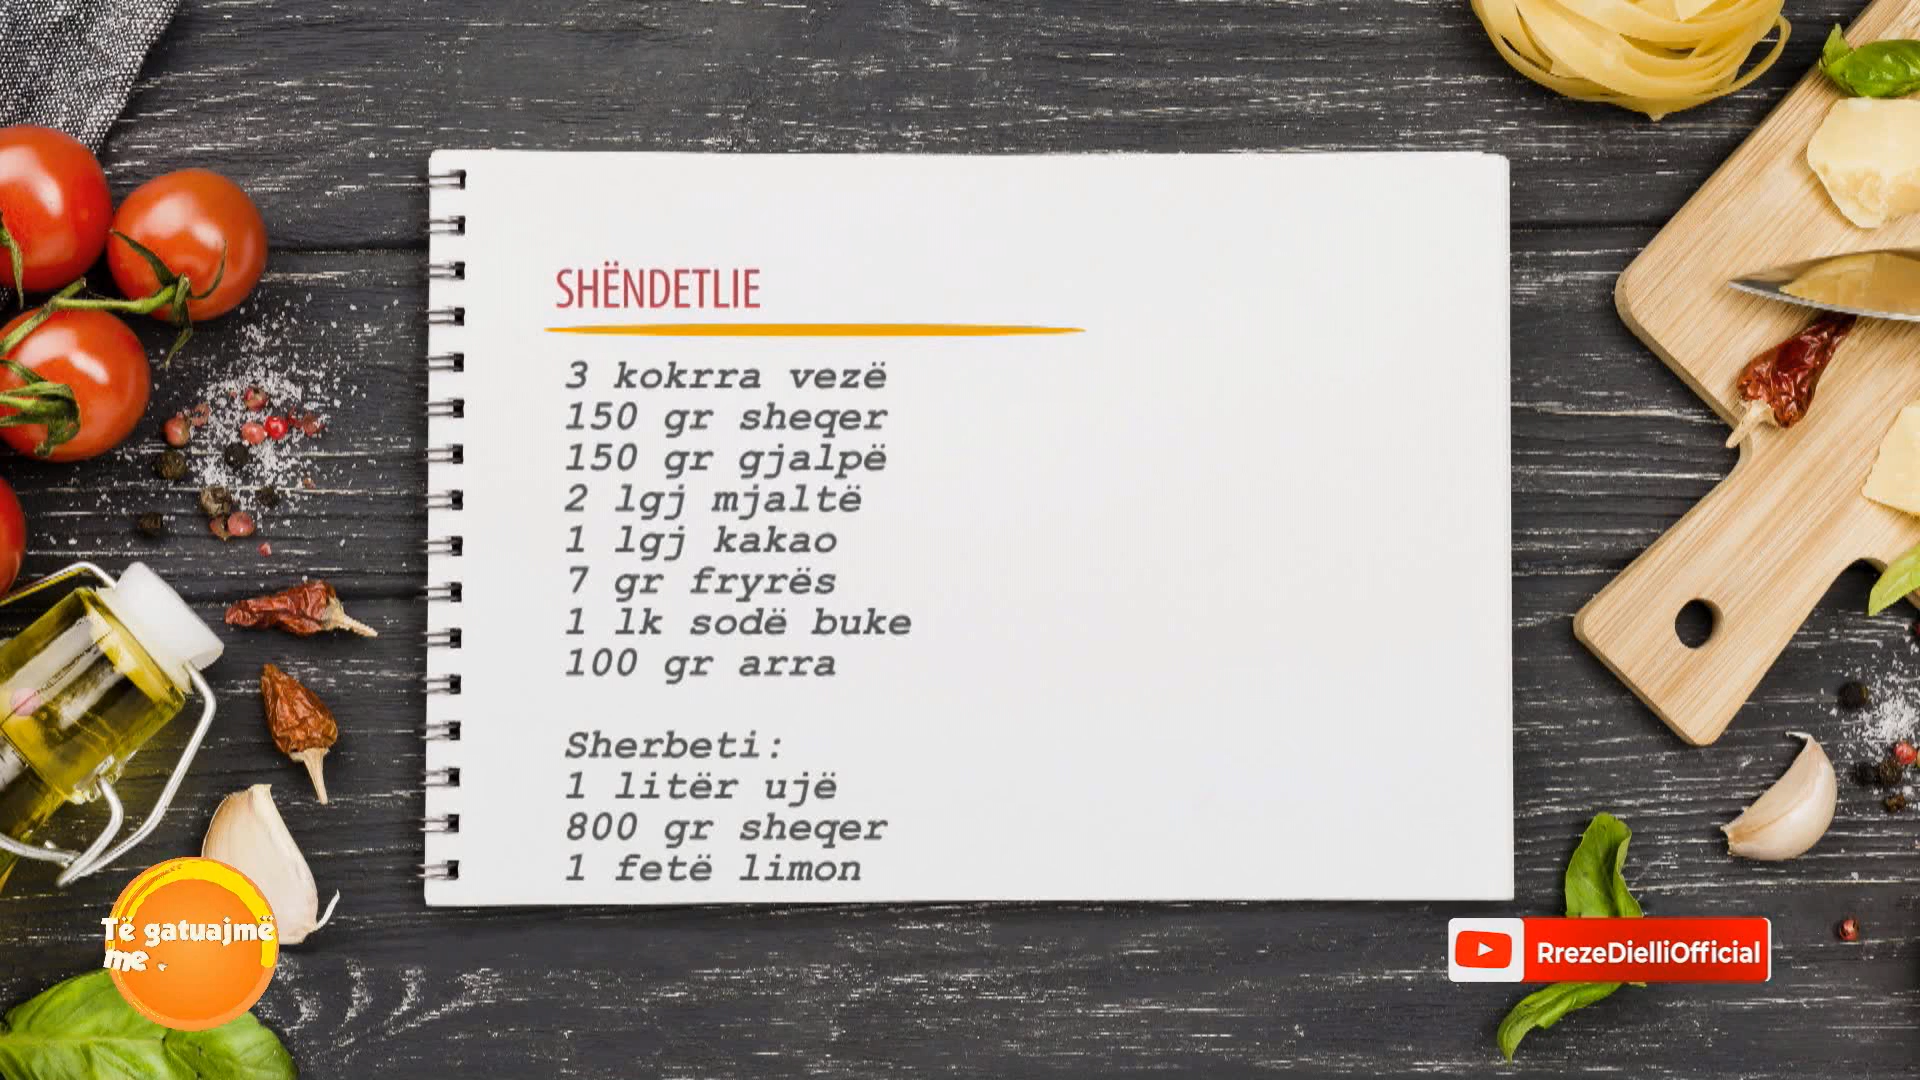 SHËNDETLIE
3 kokrra vezë
150 gr sheqer
150 gr gjalpë
2 lgj mjaltë
1 lgj kakao
7 gr fryrës
1 lk sodë buke
100 gr arra
Sherbeti:
1 litër ujë
800 gr sheqer
1 fetë limon
Të gatuajmë
me .
RrezeDielliOfficial